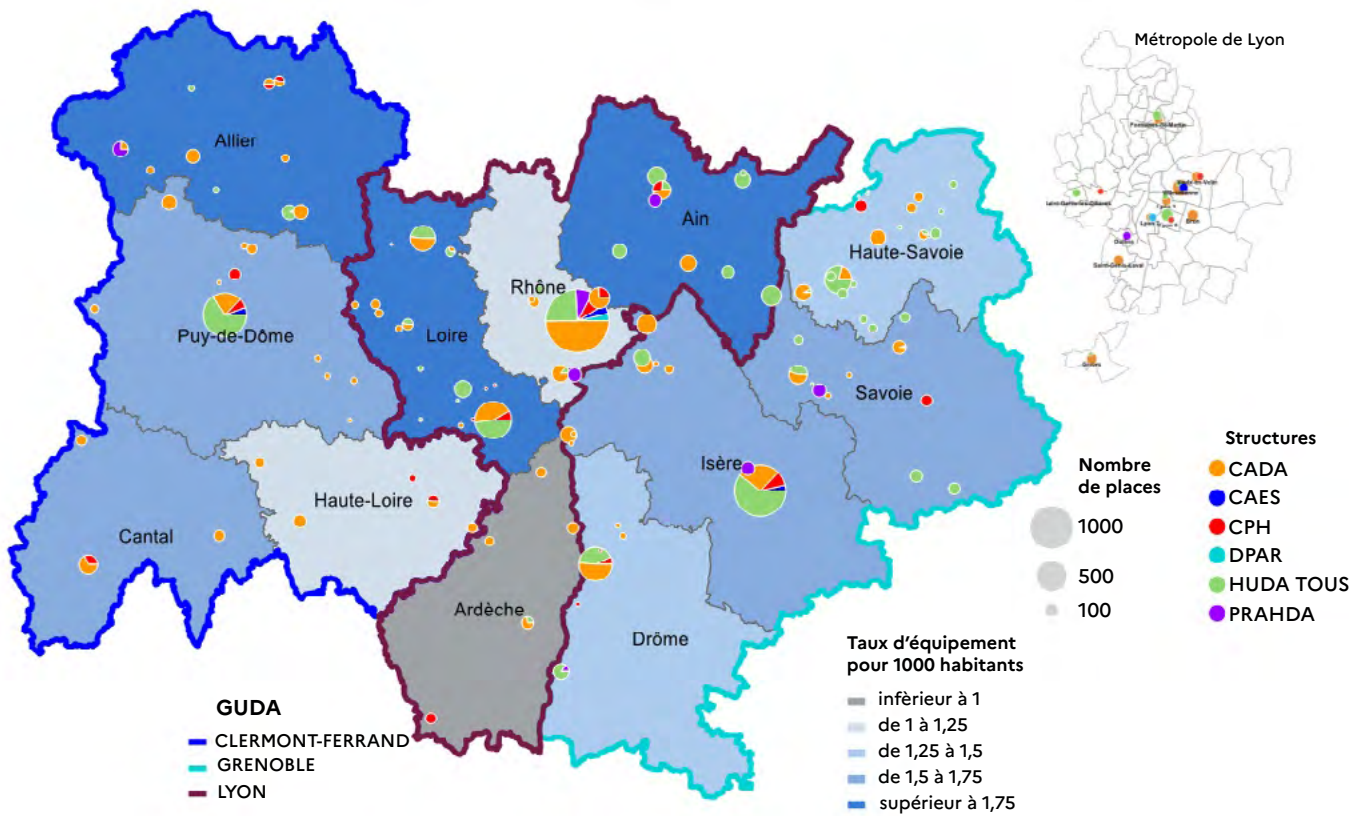 Métropole de Lyon
Allier
Ain
Haute-Savoie
Rhône
Puy-de-Dôme
Loire
Savoie
Isère
Haute-Loire
Cantal
Ardèche
Drôme
Saint-Genis-Laval
Bron
Structures
CADA
CAES
CPH
DPAR
HUDA TOUS
PRAHDA
Nombre
de places
1000
500
100
Taux d'équipement
pour 1000 habitants
infèrieur à 1
de 1 à 1,25
de 1,25 à 1,5
de 1,5 à 1,75
supérieur à 1,75
GUDA
CLERMONT-FERRAND
GRENOBLE
LYON